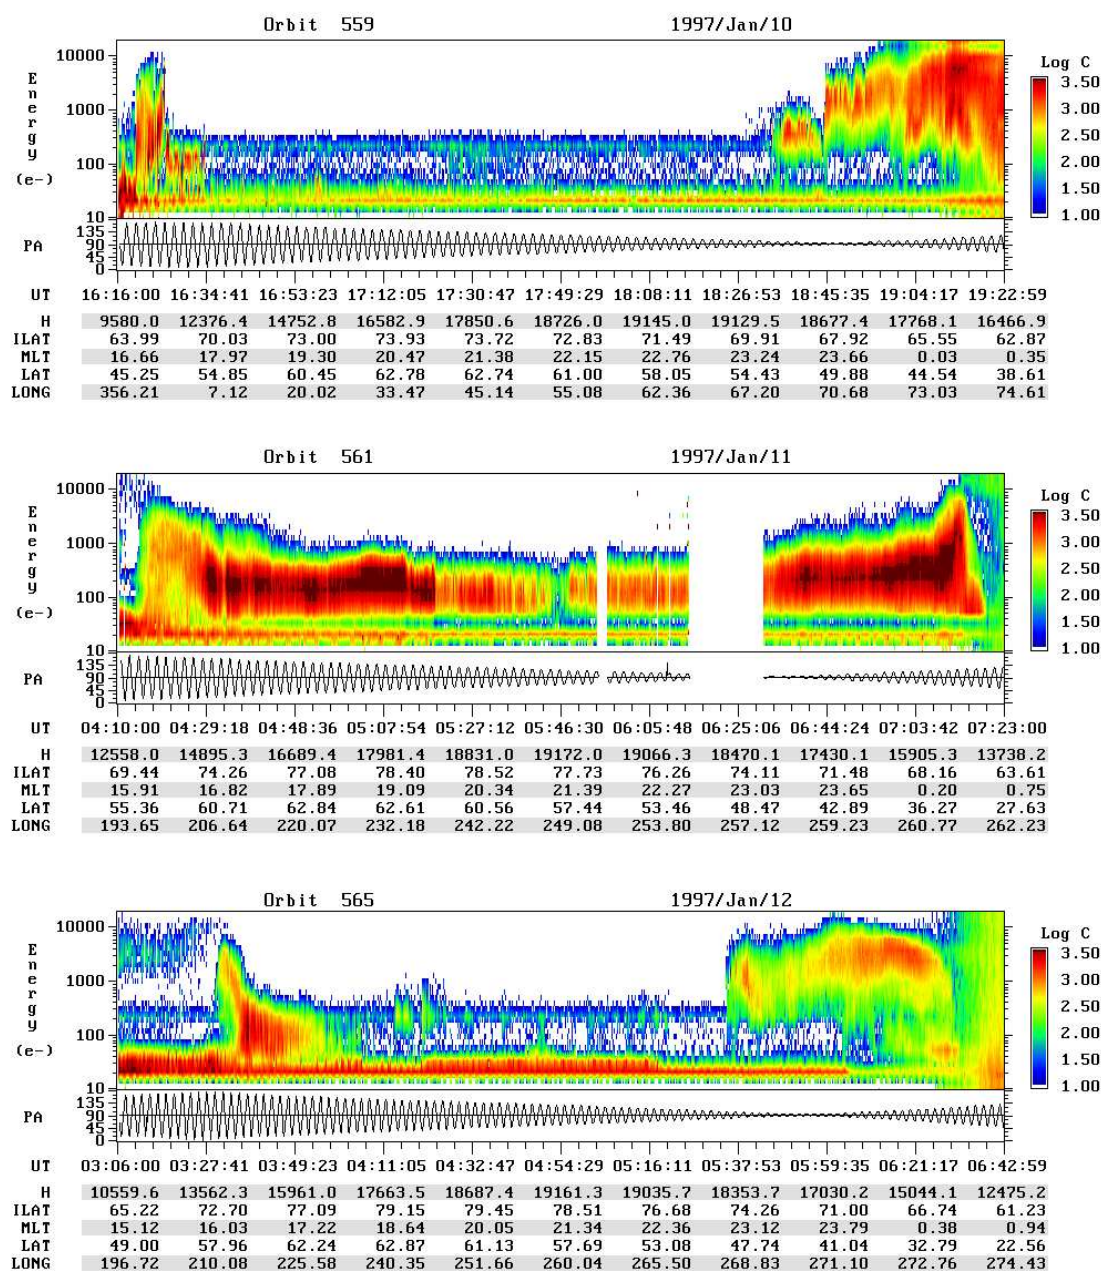 Orbit 559 1997/Jan/10
Log C
Energy
(e-)
10000
1000
100
10
3.50
3.00
2.50
2.00
1.50
1.00
PA
135
90
45
0
UT 16:16:00 16:34:41 16:53:23 17:12:05 17:30:47 17:49:29 18:08:11 18:26:53 18:45:35 19:04:17 19:22:59
H 9580.0 12376.4 14752.8 16582.9 17850.6 18726.0 19145.0 19129.5 18677.4 17768.1 16466.9
ILAT 63.99 70.03 73.00 73.93 73.72 72.83 71.49 69.91 67.92 65.55 62.87
MLT 16.66 17.97 19.30 20.47 21.38 22.15 22.76 23.24 23.66 0.03 0.35
LAT 45.25 54.85 60.45 62.78 62.74 61.00 58.05 54.43 49.88 44.54 38.61
LONG 356.21 7.12 20.02 33.47 45.14 55.08 62.36 67.20 70.68 73.03 74.61
Orbit 561 1997/Jan/11
Log C
Energy
(e-)
10000
1000
100
10
3.50
3.00
2.50
2.00
1.50
1.00
PA
135
90
45
0
UT 04:10:00 04:29:18 04:48:36 05:07:54 05:27:12 05:46:30 06:05:48 06:25:06 06:44:24 07:03:42 07:23:00
H 12558.0 14895.3 16689.4 17981.4 18831.0 19172.0 19066.3 18470.1 17430.1 15905.3 13738.2
ILAT 69.44 74.26 77.08 78.40 78.52 77.73 76.26 74.11 71.48 68.16 63.61
MLT 15.91 16.82 17.89 19.09 20.34 21.39 22.27 23.03 23.65 0.20 0.75
LAT 55.36 60.71 62.84 62.61 60.56 57.44 53.46 48.47 42.89 36.27 27.63
LONG 193.65 206.64 220.07 232.18 242.22 249.08 253.80 257.12 259.23 260.77 262.23
Orbit 565 1997/Jan/12
Log C
Energy
(e-)
10000
1000
100
10
3.50
3.00
2.50
2.00
1.50
1.00
PA
135
90
45
0
UT 03:06:00 03:27:41 03:49:23 04:11:05 04:32:47 04:54:29 05:16:11 05:37:53 05:59:35 06:21:17 06:42:59
H 10559.6 13562.3 15961.0 17663.5 18687.4 19161.3 19035.7 18353.7 17030.2 15044.1 12475.2
ILAT 65.22 72.70 77.09 79.15 79.45 78.51 76.68 74.26 71.00 66.74 61.23
MLT 15.12 16.03 17.22 18.64 20.05 21.34 22.36 23.12 23.79 0.38 0.94
LAT 49.00 57.96 62.24 62.87 61.13 57.69 53.08 47.74 41.04 32.79 22.56
LONG 196.72 210.08 225.58 240.35 251.66 260.04 265.50 268.83 271.10 272.76 274.43